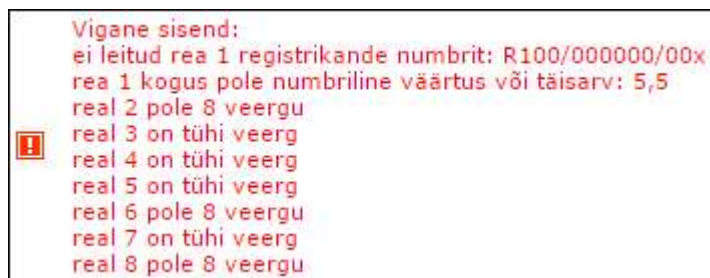 Vigane sisend:
ei leitud rea 1 registrikande numbrit: R100/000000/00x
rea 1 kogus pole numbriline väärtus või täisarv: 5,5
real 2 pole 8 veergu
real 3 on tühi veerg
real 4 on tühi veerg
real 5 on tühi veerg
real 6 pole 8 veergu
real 7 on tühi veerg
real 8 pole 8 veergu